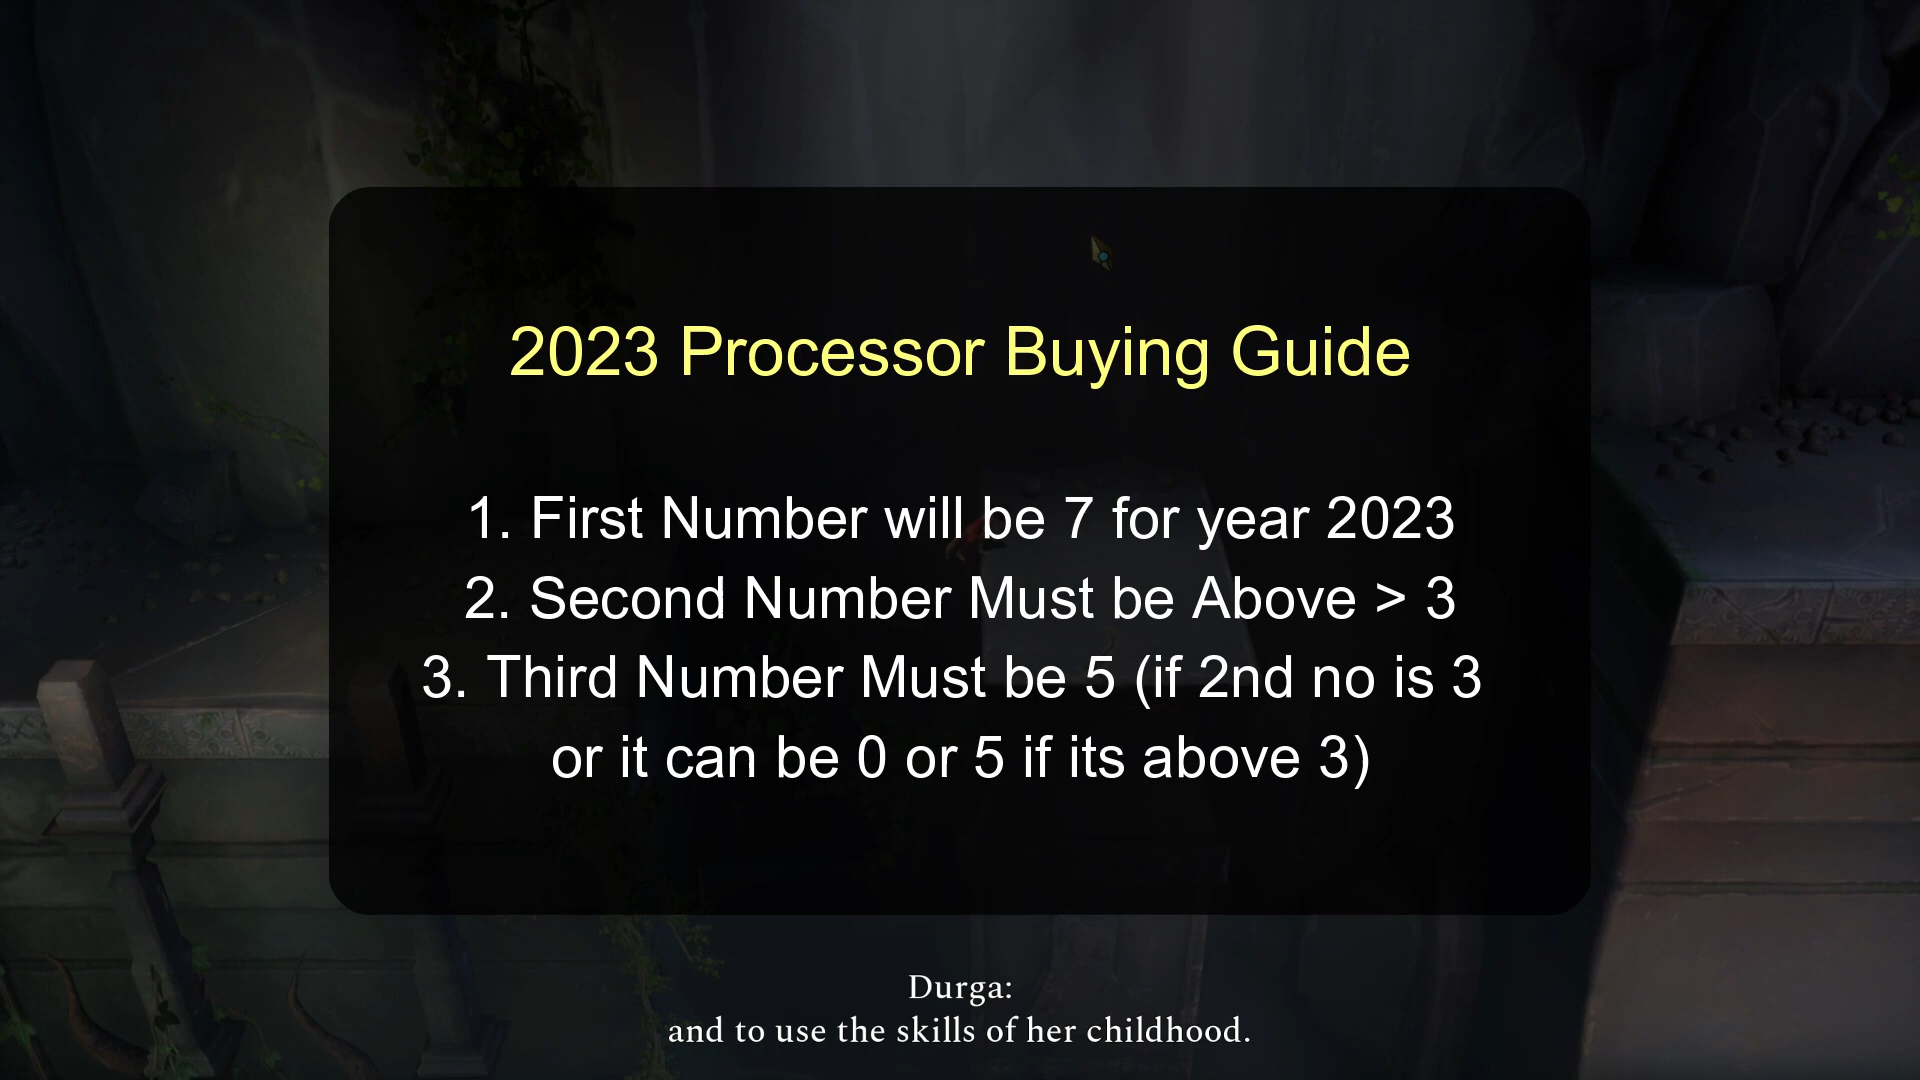 2023 Processor Buying Guide
1. First Number will be 7 for year 2023
2. Second Number Must be Above > 3
3. Third Number Must be 5 (if 2nd no is 3
or it can be 0 or 5 if its above 3)
Durga:
and to use the skills of her childhood.